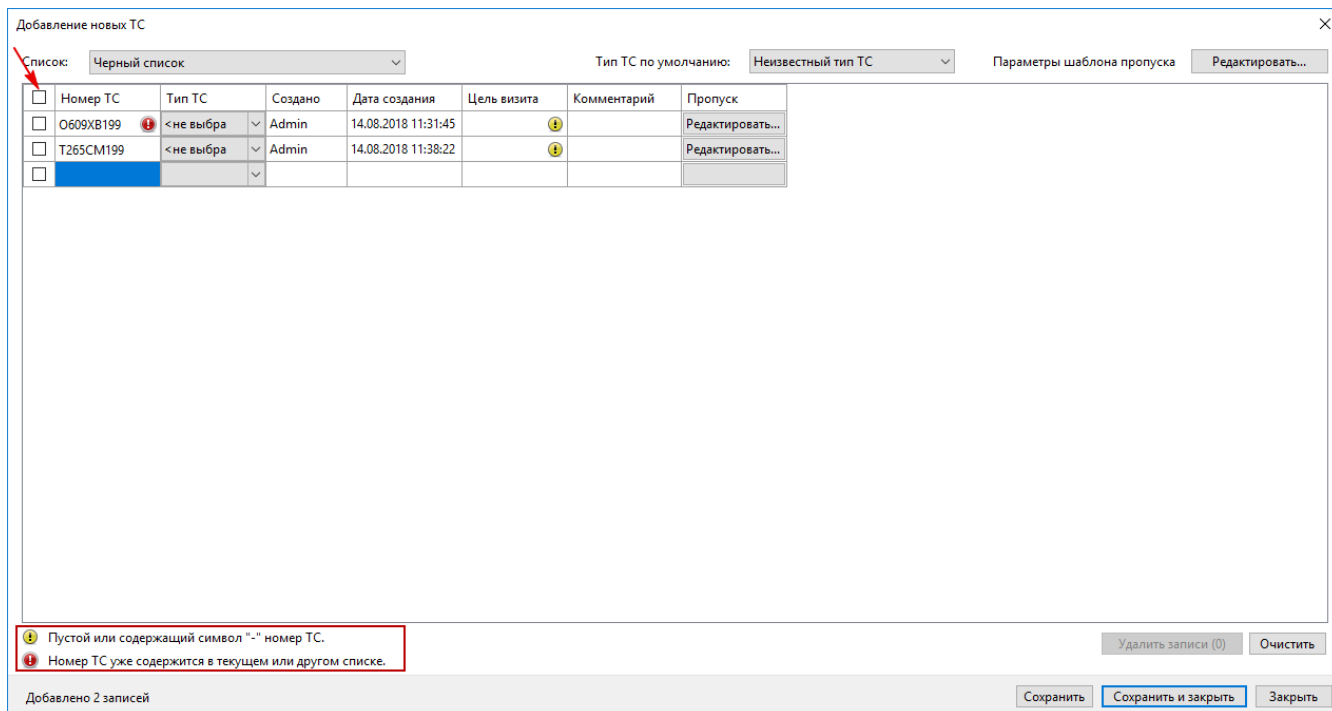 Добавление новых ТС
Список: Черный список Тип ТС по умолчанию: Неизвестный тип ТС Параметры шаблона пропуска Редактировать...
Номер ТС Тип ТС Создано Дата создания Цель визита Комментарий Пропуск
О609ХВ199 <не выбра Admin 14.08.2018 11:31:45 Редактировать...
Т265СМ199 <не выбра Admin 14.08.2018 11:38:22 Редактировать...
Пустой или содержащий символ "-" номер ТС.
Номер ТС уже содержится в текущем или другом списке.
Удалить записи (0) Очистить
Добавлено 2 записей Сохранить Сохранить и закрыть Закрыть